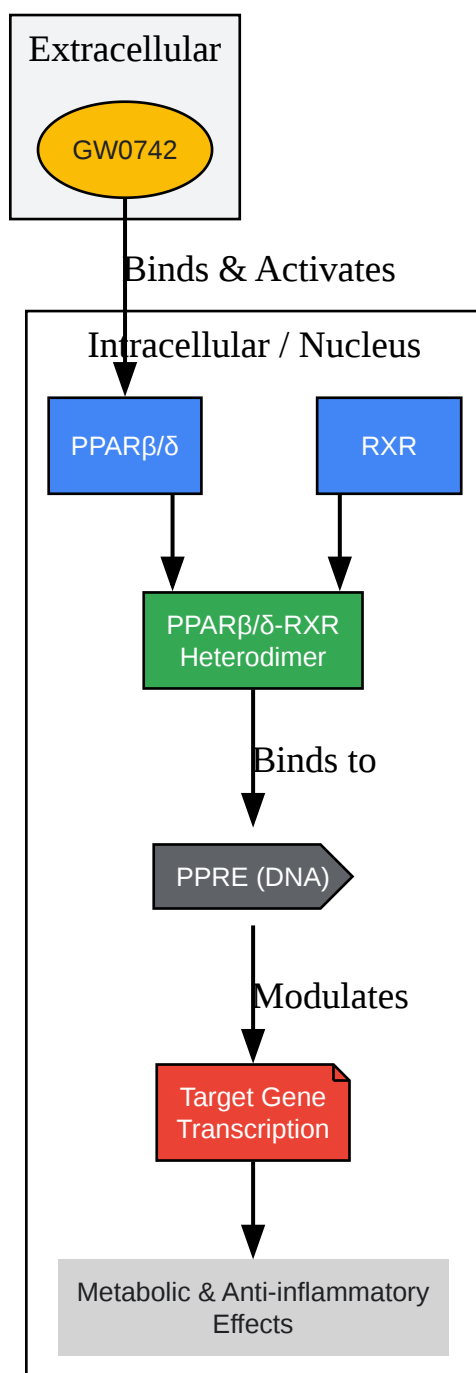 Extracellular
GW0742
Binds & Activates
Intracellular / Nucleus
PPARβ/δ
RXR
PPARβ/δ-RXR
Heterodimer
Binds to
PPRE (DNA)
Modulates
Target Gene
Transcription
Metabolic & Anti-inflammatory
Effects